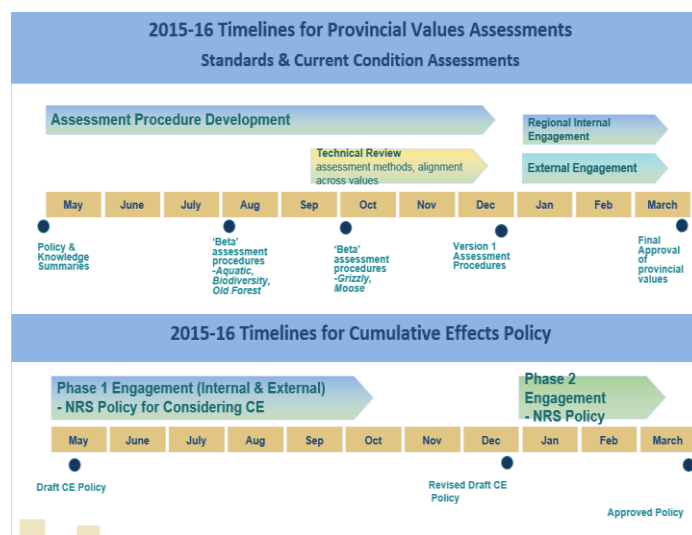 2015-16 Timelines for Provincial Values Assessments
Standards & Current Condition Assessments
Assessment Procedure Development
Regional Internal
Engagement
Technical Review
assessment methods, alignment
across values
External Engagement
May June July Aug Sep Oct Nov Dec Jan Feb March
Policy &
Knowledge
Summaries
‘Beta’
assessment
procedures
-Aquatic,
Biodiversity,
Old Forest
‘Beta’
assessment
procedures
-Grizzly,
Moose
Version 1
Assessment
Procedures
Final
Approval
of
provincial
values
2015-16 Timelines for Cumulative Effects Policy
Phase 1 Engagement (Internal & External)
- NRS Policy for Considering CE
Phase 2
Engagement
- NRS Policy
May June July Aug Sep Oct Nov Dec Jan Feb March
Draft CE Policy
Revised Draft CE
Policy
Approved Policy